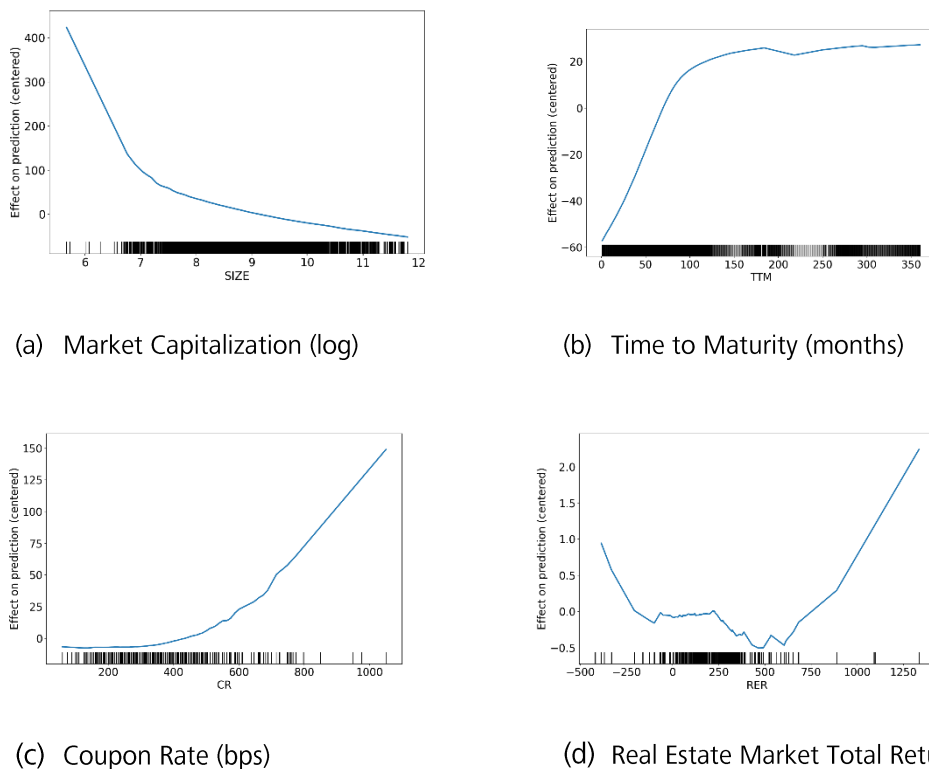 400
300
200
100
0
Effect on prediction (centered)
6 7 8 9 10 11 12
SIZE
20
0
−20
−40
−60
Effect on prediction (centered)
0 50 100 150 200 250 300 350
TTM
(a) Market Capitalization (log)
(b) Time to Maturity (months)
150
125
100
75
50
25
0
Effect on prediction (centered)
200 400 600 800 1000
CR
2.0
1.5
1.0
0.5
0.0
−0.5
Effect on prediction (centered)
−500 −250 0 250 500 750 1000 1250
RER
(c) Coupon Rate (bps)
(d) Real Estate Market Total Retu